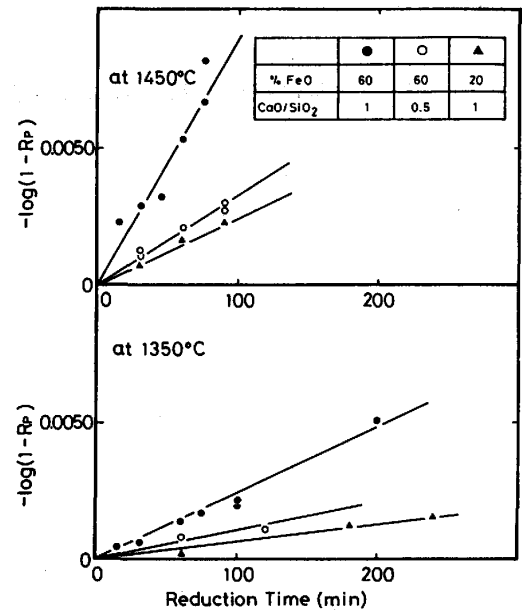 at 1450°C
● ○ ▲
% FeO 60 60 20
CaO/SiO₂ 1 0.5 1
-log(1-Rp)
0.0050
0
0 100 200
at 1350°C
-log(1-Rp)
0.0050
0
0 100 200
Reduction Time (min)